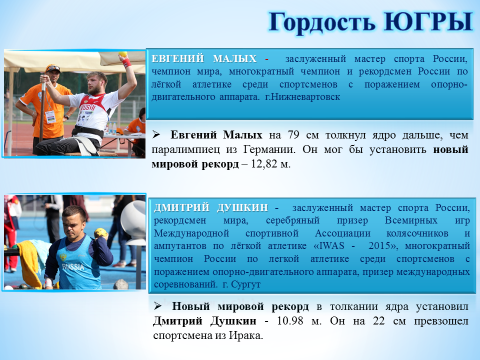 Гордость ЮГРЫ
ЕВГЕНИЙ МАЛЫХ - заслуженный мастер спорта России,
чемпион мира, многократный чемпион и рекордсмен России по
лёгкой атлетике среди спортсменов с поражением опорно-
двигательного аппарата. г.Нижневартовск
➢ Евгений Малых на 79 см толкнул ядро дальше, чем
паралимпиец из Германии. Он мог бы установить новый
мировой рекорд – 12,82 м.
ДМИТРИЙ ДУШКИН - заслуженный мастер спорта России,
рекордсмен мира, серебряный призер Всемирных игр
Международной спортивной Ассоциации колясочников и
ампутантов по лёгкой атлетике «IWAS - 2015», многократный
чемпион России по легкой атлетике среди спортсменов с
поражением опорно-двигательного аппарата, призер международных
соревнований. г. Сургут
➢ Новый мировой рекорд в толкании ядра установил
Дмитрий Душкин - 10.98 м. Он на 22 см превзошел
спортсмена из Ирака.